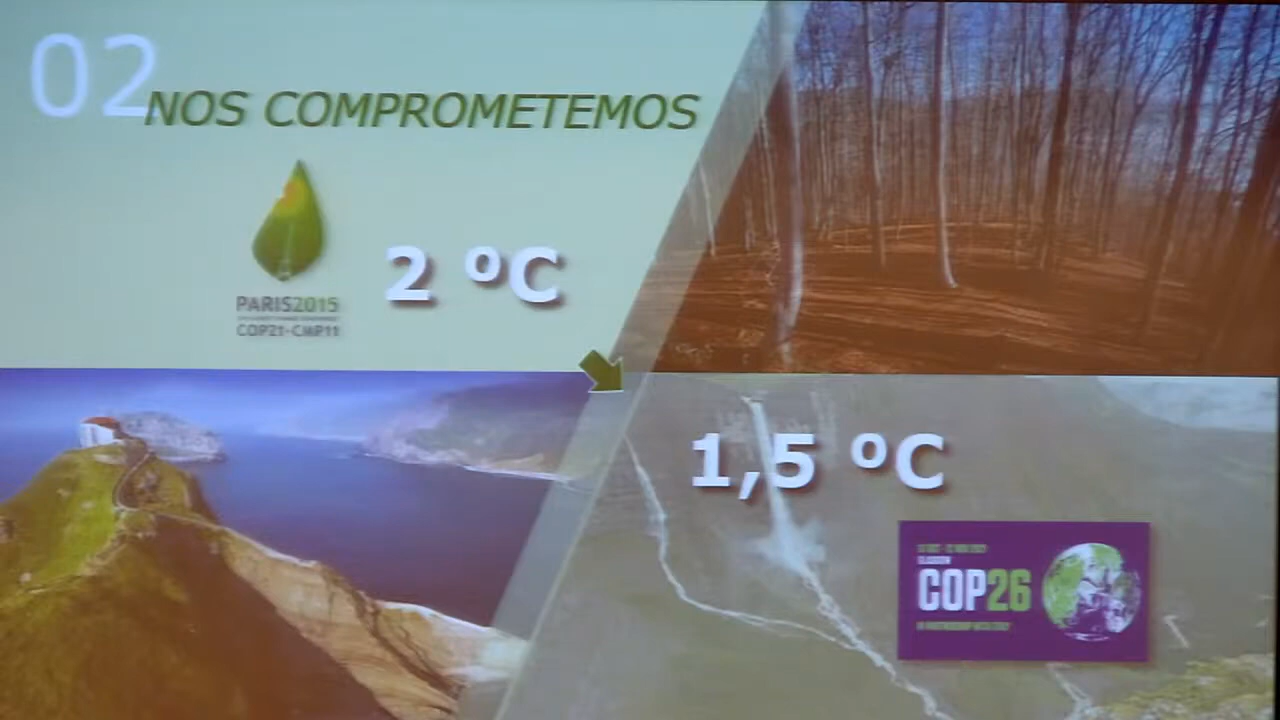 02
NOS COMPROMETEMOS
PARIS2015
COP21·CMP11
2 ºC
1,5 ºC
COP26